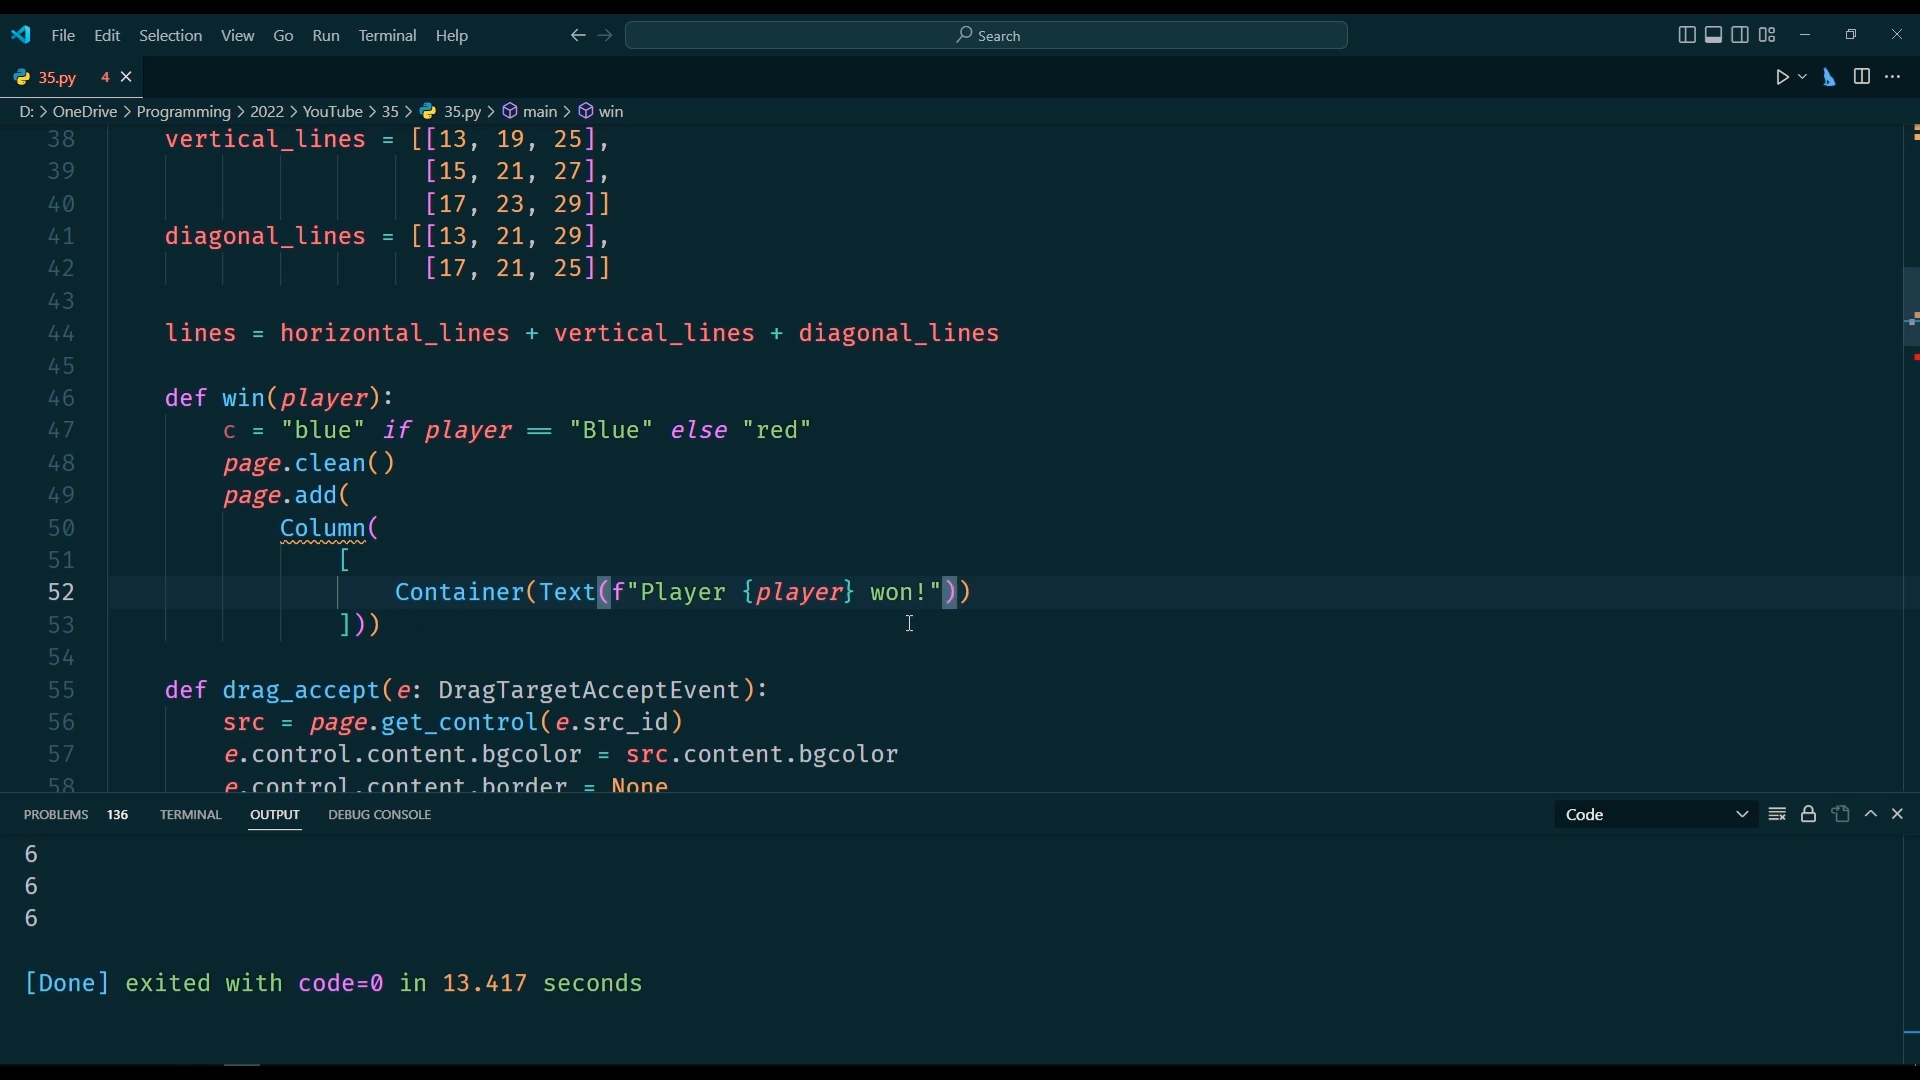 File Edit Selection View Go Run Terminal Help Search
35.py 4
D: > OneDrive > Programming > 2022 > YouTube > 35 > 35.py > main > win
38 vertical_lines = [[13, 19, 25],
39 [15, 21, 27],
40 [17, 23, 29]]
41 diagonal_lines = [[13, 21, 29],
42 [17, 21, 25]]
43
44 lines = horizontal_lines + vertical_lines + diagonal_lines
45
46 def win(player):
47 c = "blue" if player == "Blue" else "red"
48 page.clean()
49 page.add(
50 Column(
51 [
52 Container(Text(f"Player {player} won!"))
53 ]))
54
55 def drag_accept(e: DragTargetAcceptEvent):
56 src = page.get_control(e.src_id)
57 e.control.content.bgcolor = src.content.bgcolor
58 e.control.content.border = None
PROBLEMS 136 TERMINAL OUTPUT DEBUG CONSOLE Code
6
6
6
[Done] exited with code=0 in 13.417 seconds